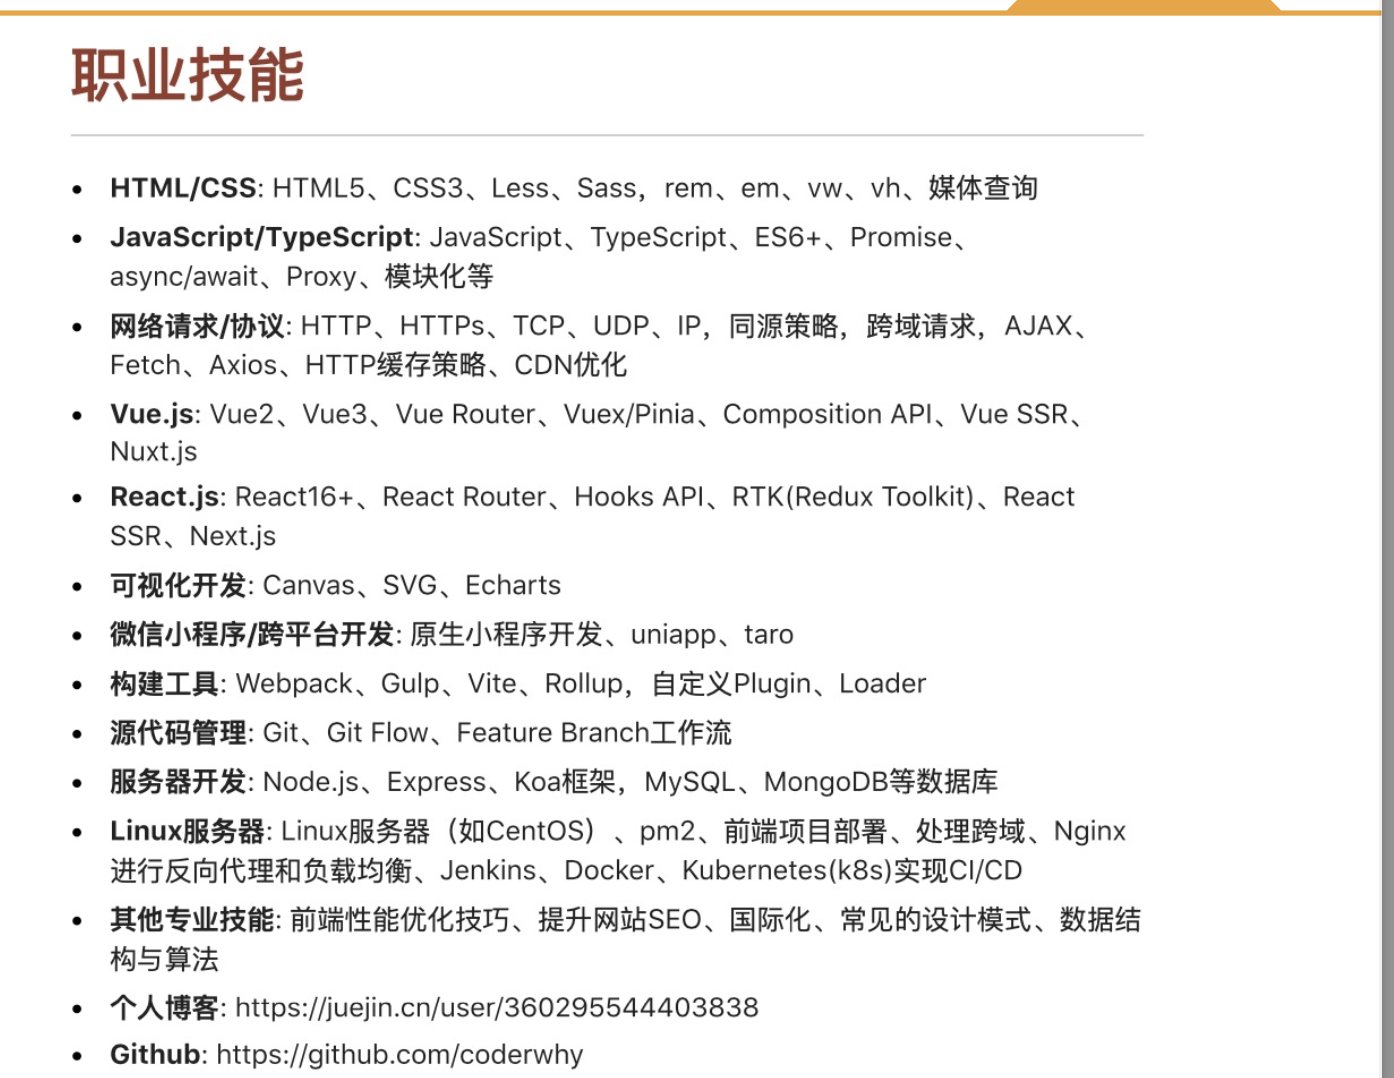 职业技能
• HTML/CSS: HTML5、CSS3、Less、Sass，rem、em、vw、vh、媒体查询
• JavaScript/TypeScript: JavaScript、TypeScript、ES6+、Promise、
async/await、Proxy、模块化等
• 网络请求/协议: HTTP、HTTPs、TCP、UDP、IP，同源策略，跨域请求，AJAX、
Fetch、Axios、HTTP缓存策略、CDN优化
• Vue.js: Vue2、Vue3、Vue Router、Vuex/Pinia、Composition API、Vue SSR、
Nuxt.js
• React.js: React16+、React Router、Hooks API、RTK(Redux Toolkit)、React
SSR、Next.js
• 可视化开发: Canvas、SVG、Echarts
• 微信小程序/跨平台开发: 原生小程序开发、uniapp、taro
• 构建工具: Webpack、Gulp、Vite、Rollup，自定义Plugin、Loader
• 源代码管理: Git、Git Flow、Feature Branch工作流
• 服务器开发: Node.js、Express、Koa框架，MySQL、MongoDB等数据库
• Linux服务器: Linux服务器（如CentOS）、pm2、前端项目部署、处理跨域、Nginx
进行反向代理和负载均衡、Jenkins、Docker、Kubernetes(k8s)实现CI/CD
• 其他专业技能: 前端性能优化技巧、提升网站SEO、国际化、常见的设计模式、数据结
构与算法
• 个人博客: https://juejin.cn/user/360295544403838
• Github: https://github.com/coderwhy